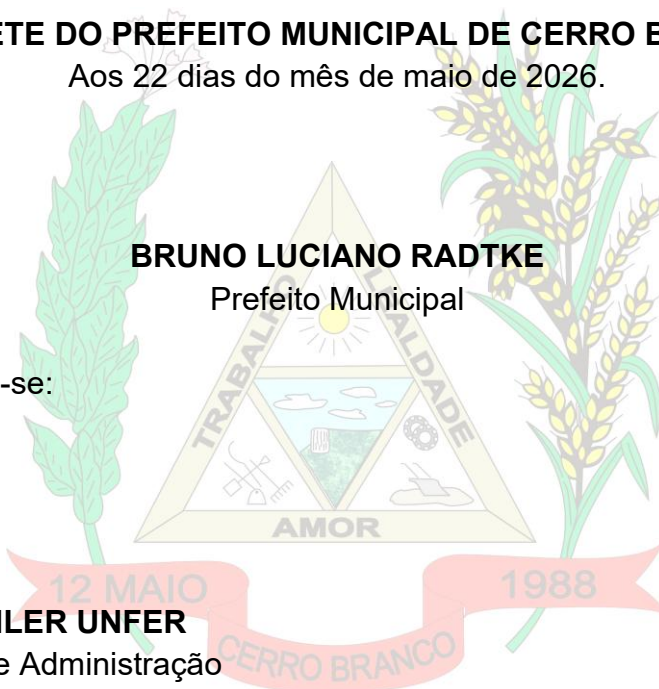 ETE DO PREFEITO MUNICIPAL DE CERRO B
Aos 22 dias do mês de maio de 2026.
BRUNO LUCIANO RADTKE
Prefeito Municipal
-se:
TRABALHO
LEALDADE
AMOR
12 MAIO
1988
ILER UNFER
e Administração
CERRO BRANCO